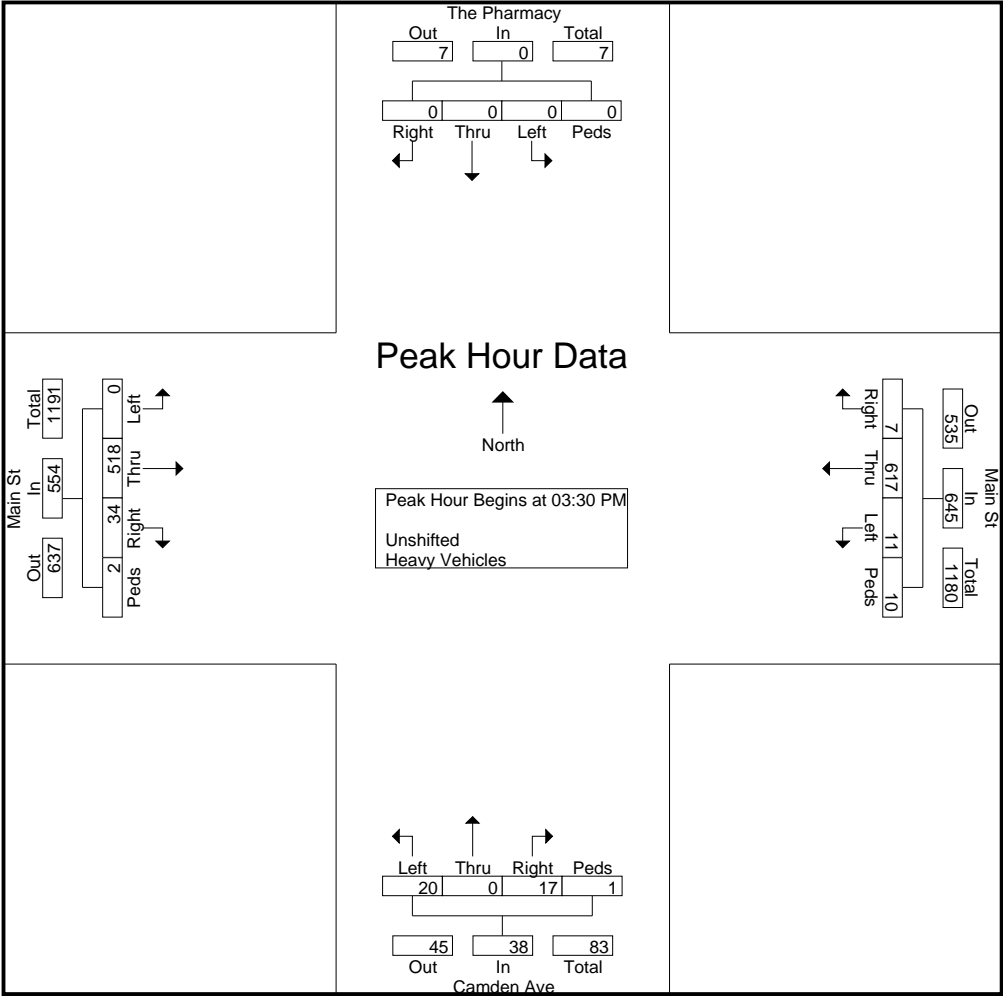 The Pharmacy
Out In Total
7 0 7
0 0 0 0
Right Thru Left Peds
Peak Hour Data
North
Peak Hour Begins at 03:30 PM
Unshifted
Heavy Vehicles
Main St
Total In Out
1191 554 637
0 518 34 2
Left Thru Right Peds
Right Thru Left Peds
7 617 11 10
Out In Total
535 645 1180
Main St
Left Thru Right Peds
20 0 17 1
45 38 83
Out In Total
Camden Ave